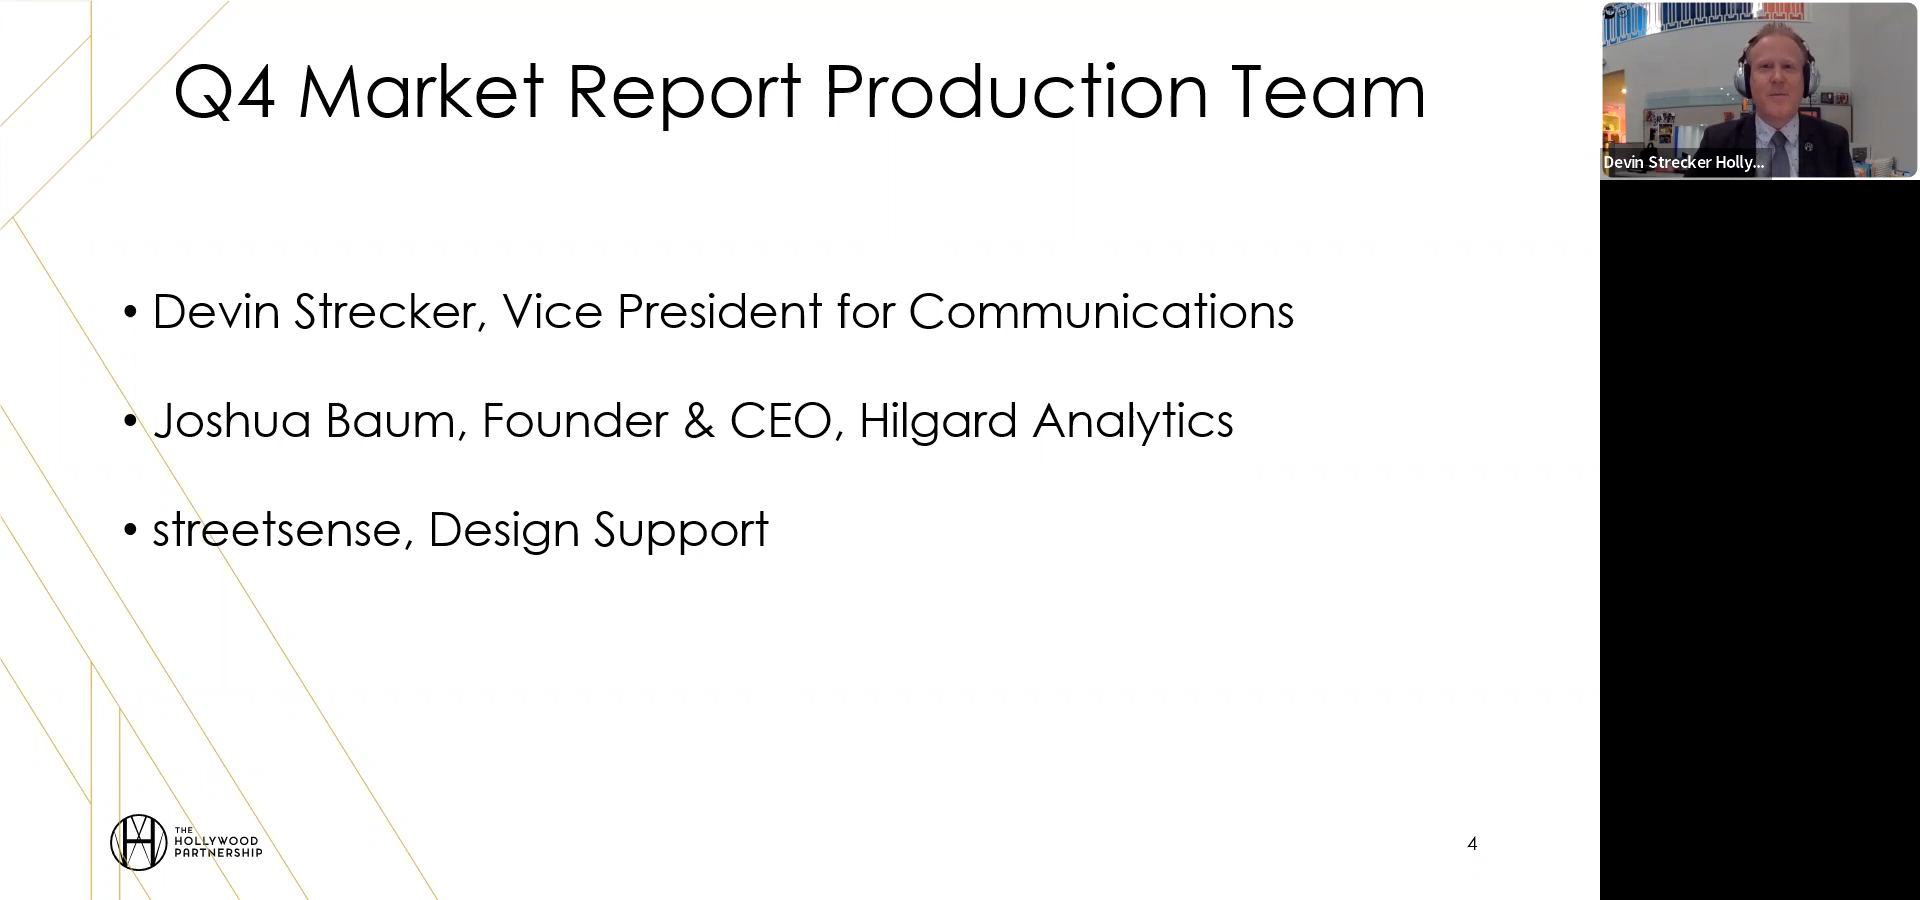 Q4 Market Report Production Team
Devin Strecker Holly...
• Devin Strecker, Vice President for Communications
• Joshua Baum, Founder & CEO, Hilgard Analytics
• streetsense, Design Support
THE
HOLLYWOOD
PARTNERSHIP
4